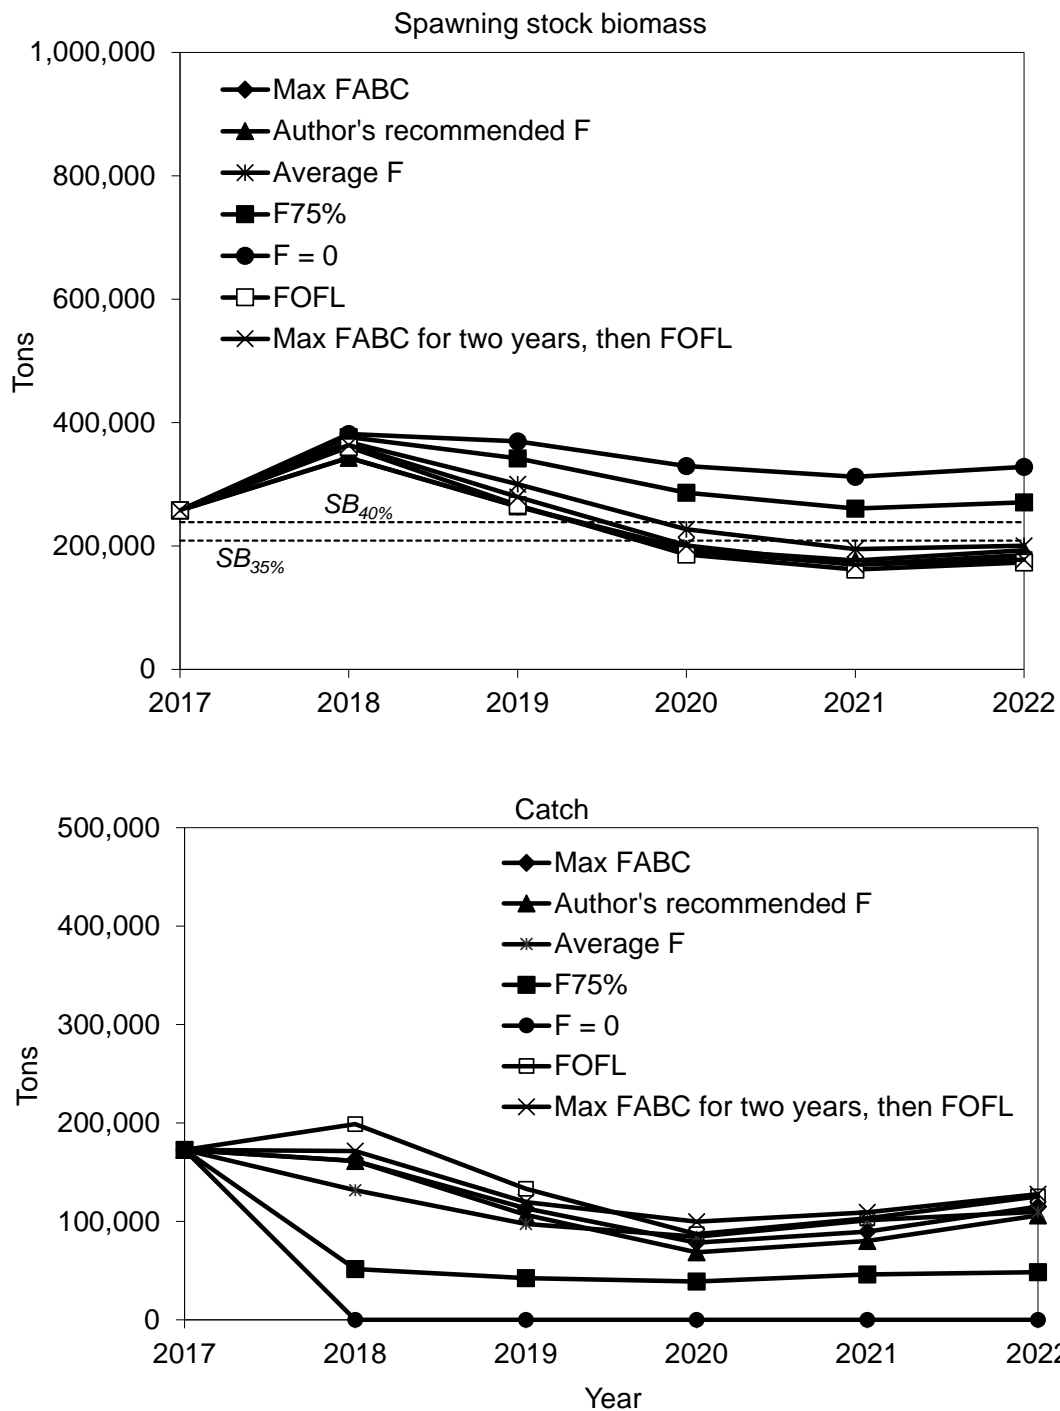 Spawning stock biomass
1,000,000
Max FABC
Author's recommended F
800,000
Average F
F75%
F = 0
600,000
FOFL
Max FABC for two years, then FOFL
Tons
400,000
SB40%
200,000
SB35%
0
2017 2018 2019 2020 2021 2022
Catch
500,000
Max FABC
Author's recommended F
400,000
Average F
F75%
300,000
F = 0
FOFL
Tons
Max FABC for two years, then FOFL
200,000
100,000
0
2017 2018 2019 2020 2021 2022
Year